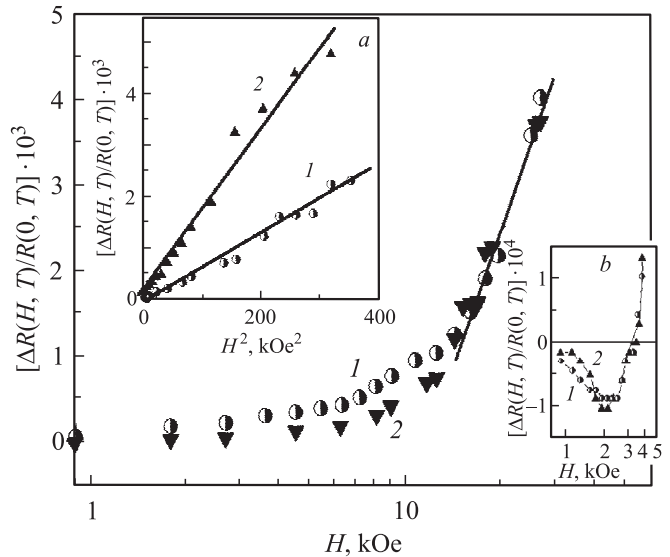 [ΔR(H, T)/R(0, T)] ·10³
5
4
3
2
1
0
1
10
H, kOe
1
2
a
[ΔR(H, T)/R(0, T)] ·10³
4
2
0
0
200
400
H², kOe²
2
1
b
[ΔR(H, T)/R(0, T)] ·10⁴
1
0
−1
1 2 3 4 5
H, kOe
2
1